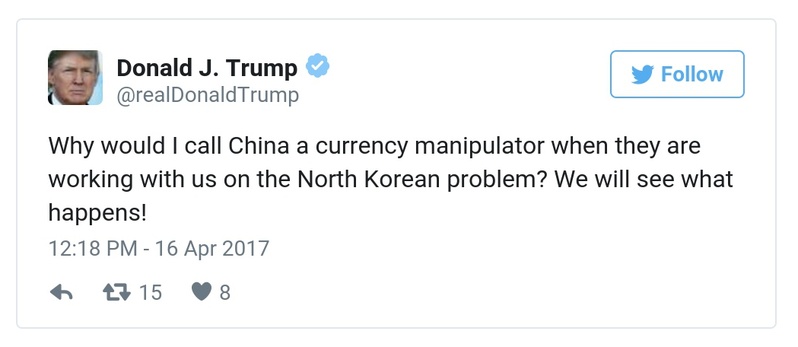 Donald J. Trump
@realDonaldTrump
Follow
Why would I call China a currency manipulator when they are
working with us on the North Korean problem? We will see what
happens!
12:18 PM - 16 Apr 2017
15 8